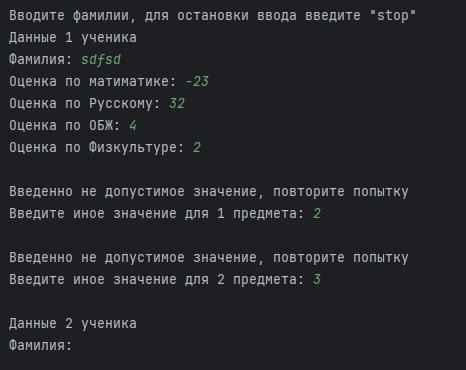 Вводите фамилии, для остановки ввода введите "stop"
Данные 1 ученика
Фамилия: sdfsd
Оценка по матиматике: -23
Оценка по Русскому: 32
Оценка по ОБЖ: 4
Оценка по Физкультуре: 2
Введенно не допустимое значение, повторите попытку
Введите иное значение для 1 предмета: 2
Введенно не допустимое значение, повторите попытку
Введите иное значение для 2 предмета: 3
Данные 2 ученика
Фамилия: